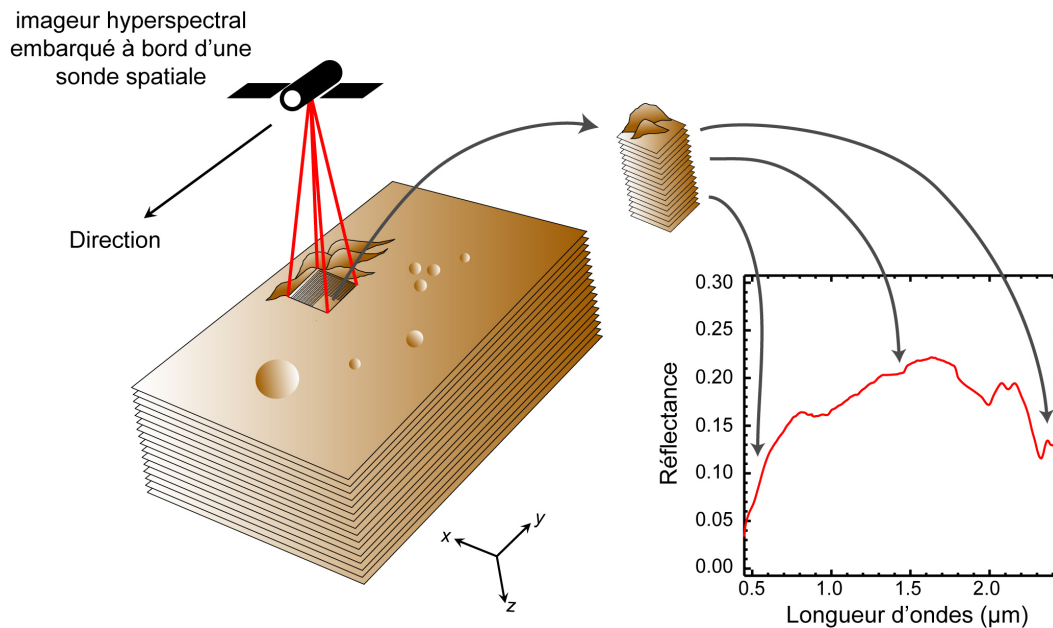 imageur hyperspectral
embarqué à bord d'une
sonde spatiale
Direction
x
y
z
Réflectance
0.30
0.25
0.20
0.15
0.10
0.05
0.00
0.5
1.0
1.5
2.0
Longueur d'ondes (µm)